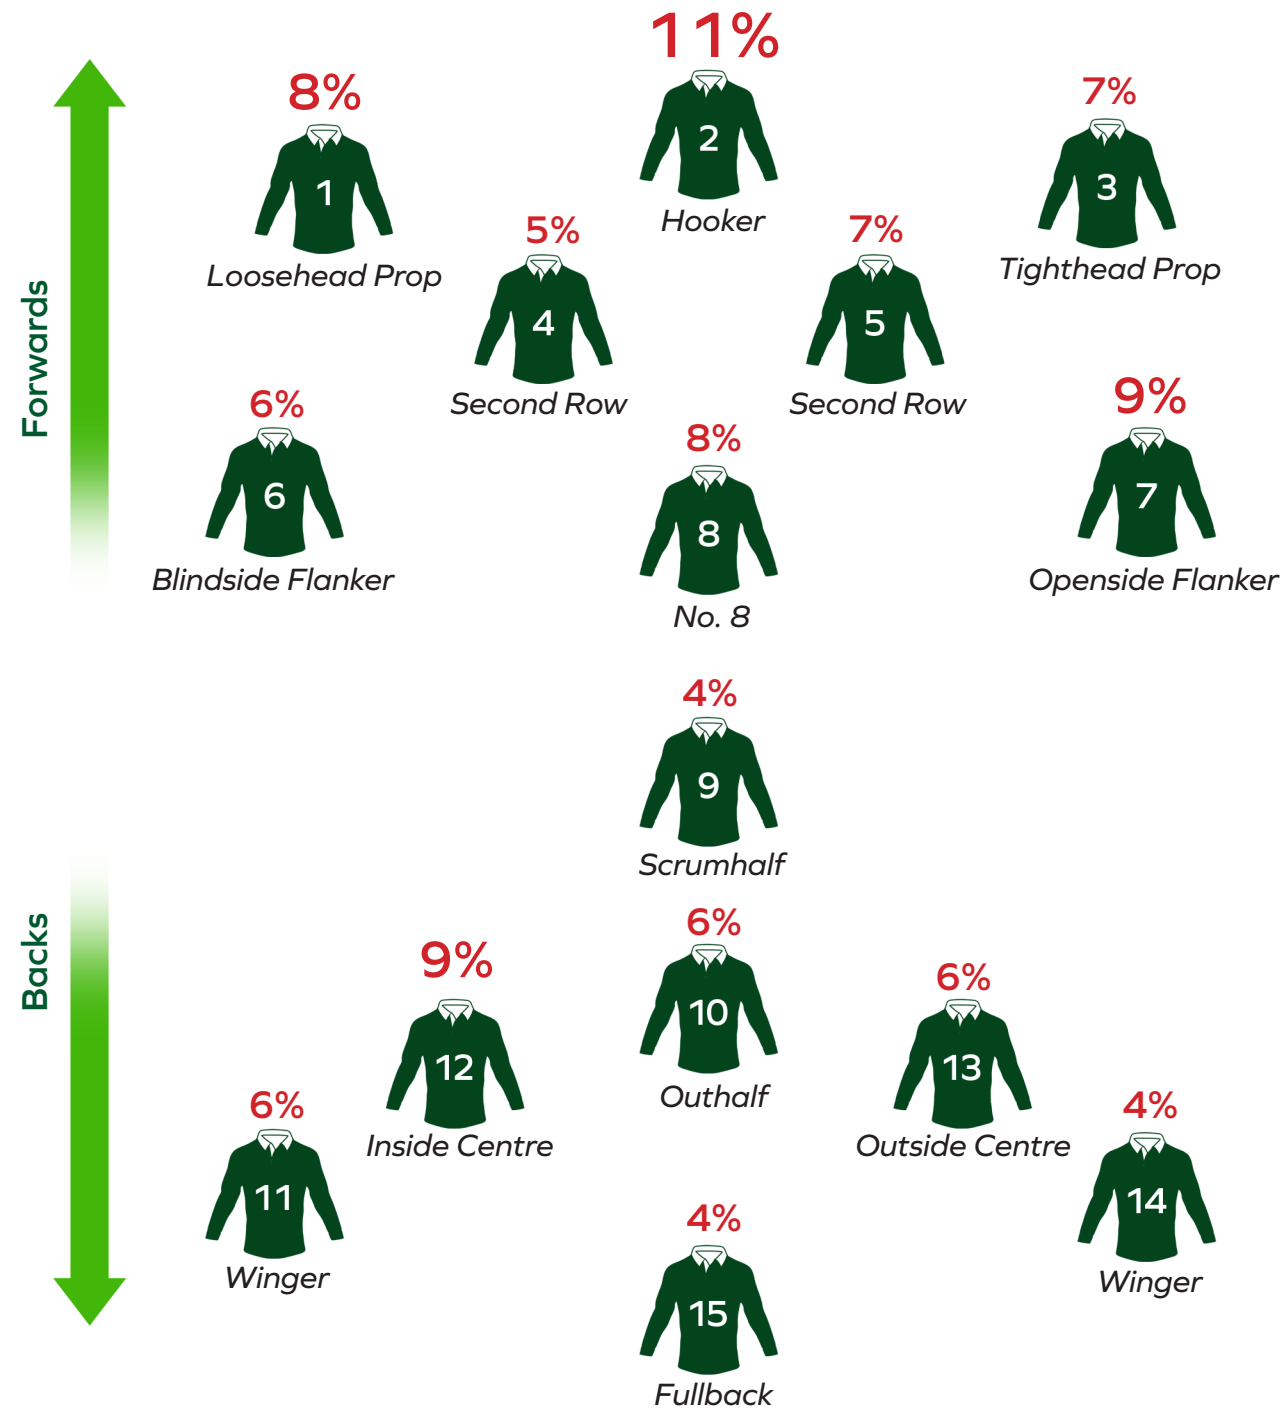 11%
2
Hooker
8%
1
Loosehead Prop
7%
3
Tighthead Prop
5%
4
Second Row
7%
5
Second Row
Forwards
6%
6
Blindside Flanker
8%
8
No. 8
9%
7
Openside Flanker
4%
9
Scrumhalf
Backs
6%
10
Outhalf
9%
12
Inside Centre
6%
13
Outside Centre
6%
11
Winger
4%
14
Winger
4%
15
Fullback